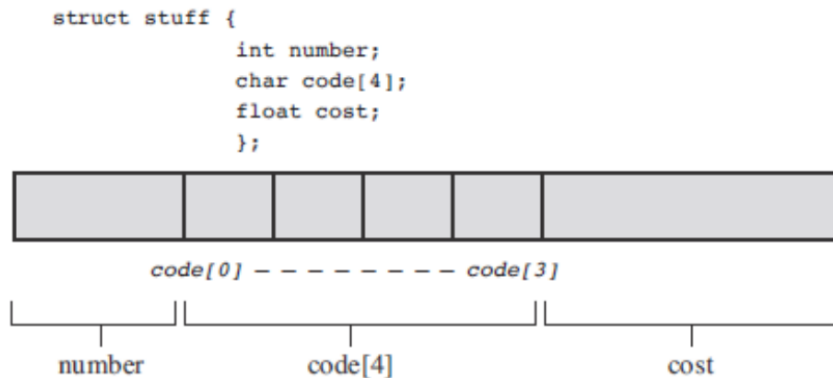 struct stuff {
int number;
char code[4];
float cost;
};
code[0] – – – – – – – – code[3]
number code[4] cost